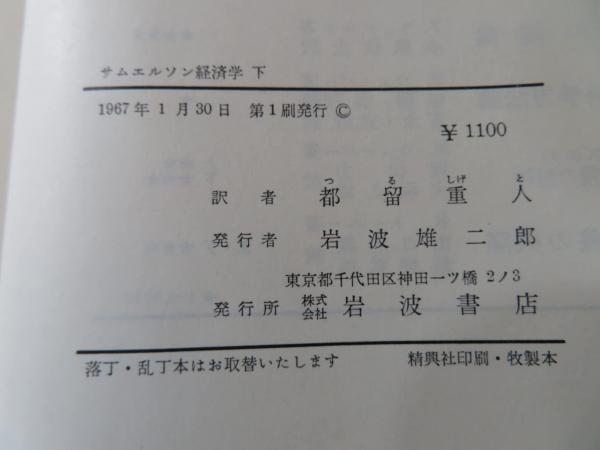 サムエルソン経済学 下
1967年1月30日 第1刷発行 ©
¥1100
訳者 都留重人
つるしげと
発行者 岩波雄二郎
東京都千代田区神田一ツ橋 2ノ3
発行所 株式会社 岩波書店
落丁・乱丁本はお取替いたします 精興社印刷・牧製本